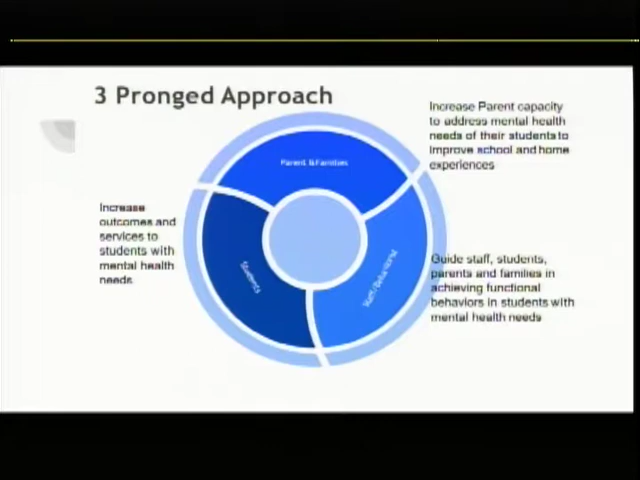 3 Pronged Approach
Increase Parent capacity
to address mental health
needs of their students to
improve school and home
experiences
Parent & Families
Increase
outcomes and
services to
students with
mental health
needs
Students
Staff/Behavioral
Guide staff, students,
parents and families in
achieving functional
behaviors in students with
mental health needs